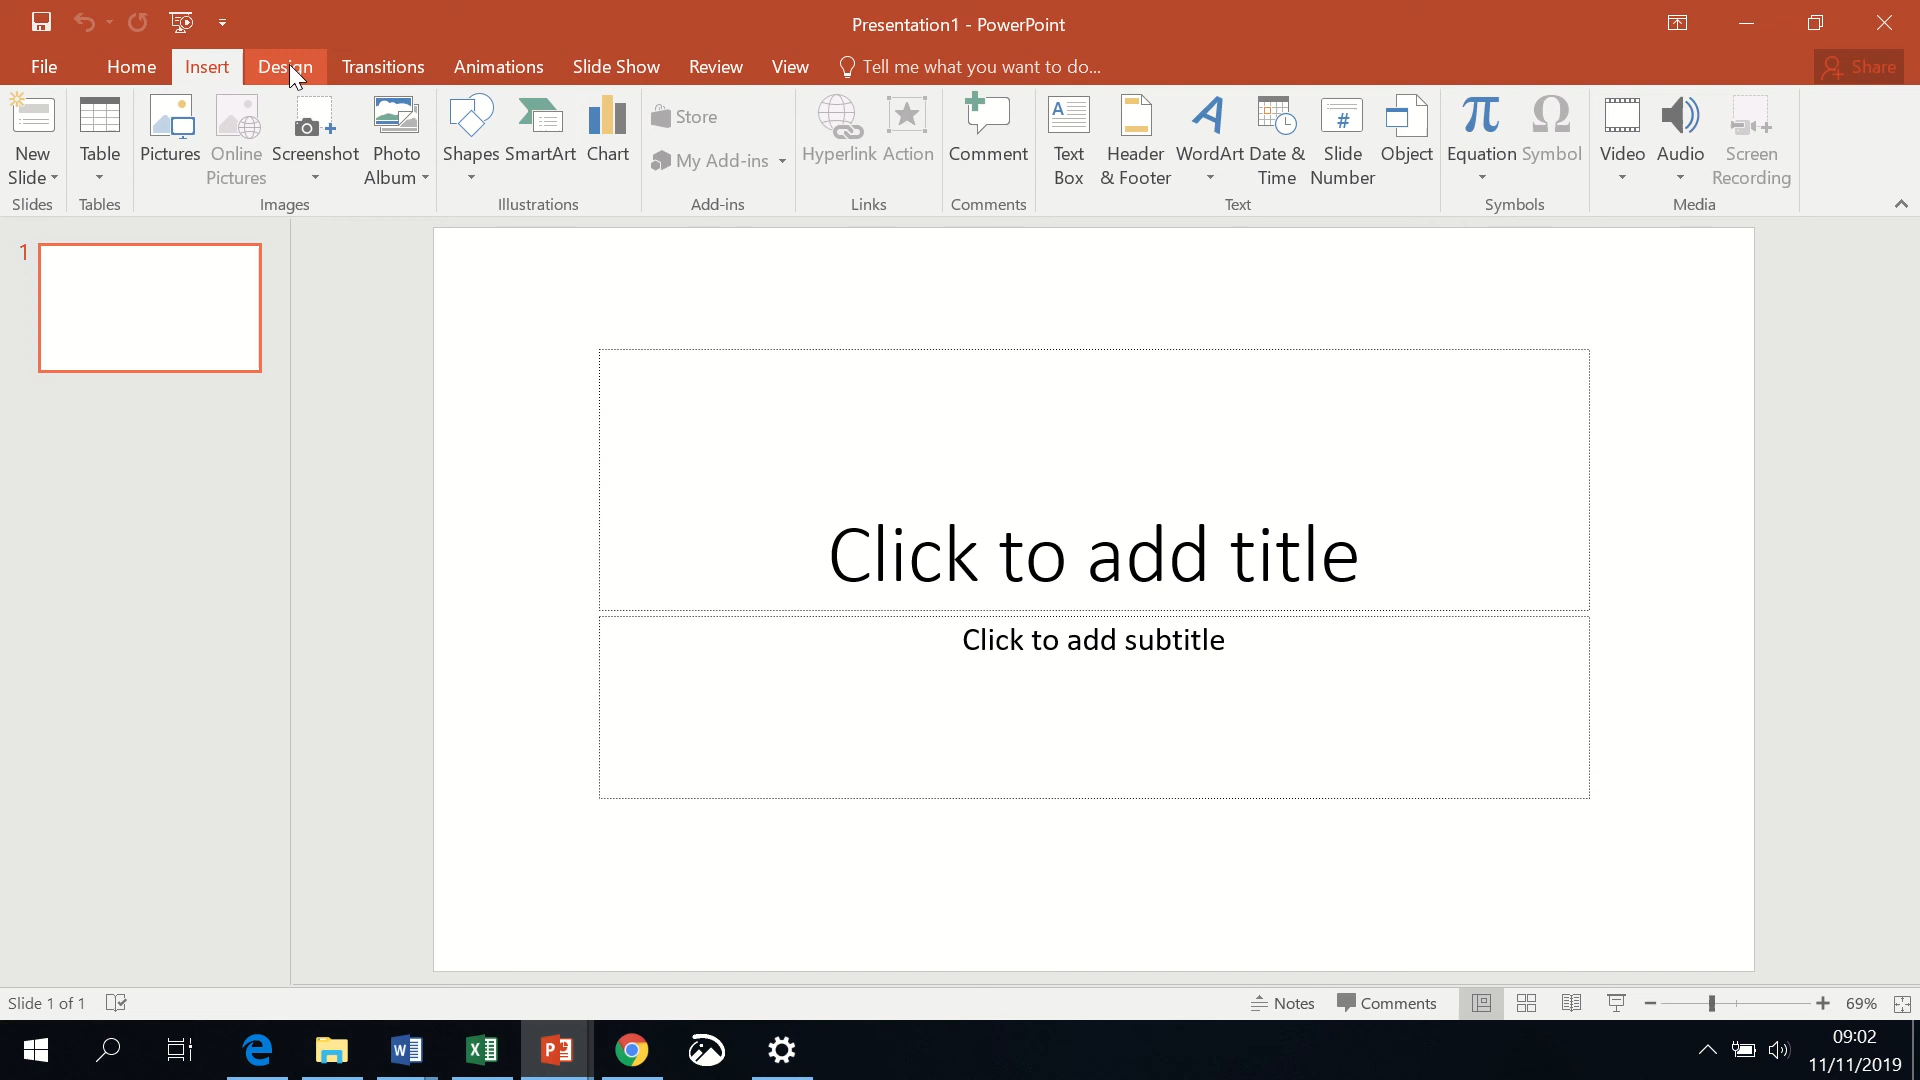 Presentation1 - PowerPoint
File Home Insert Design Transitions Animations Slide Show Review View Tell me what you want to do... Share
New Slide Table Pictures Online Pictures Screenshot Photo Album Shapes SmartArt Chart Store My Add-ins Hyperlink Action Comment Text Box Header & Footer WordArt Date & Time Slide Number Object Equation Symbol Video Audio Screen Recording
Slides Tables Images Illustrations Add-ins Links Comments Text Symbols Media
1
Click to add title
Click to add subtitle
Slide 1 of 1 Notes Comments 69%
09:02
11/11/2019